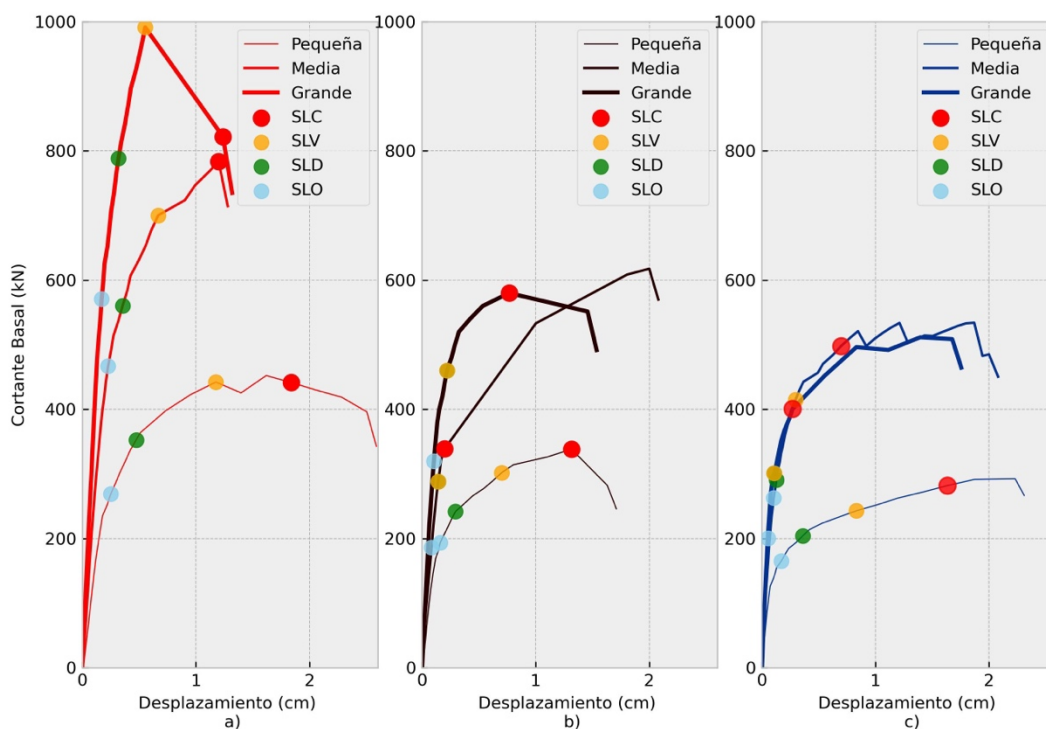 Cortante Basal (kN)
1000
800
600
400
200
0
Pequeña
Media
Grande
SLC
SLV
SLD
SLO
0
1
2
Desplazamiento (cm)
a)
1000
800
600
400
200
0
Pequeña
Media
Grande
SLC
SLV
SLD
SLO
0
1
2
Desplazamiento (cm)
b)
1000
800
600
400
200
0
Pequeña
Media
Grande
SLC
SLV
SLD
SLO
0
1
2
Desplazamiento (cm)
c)